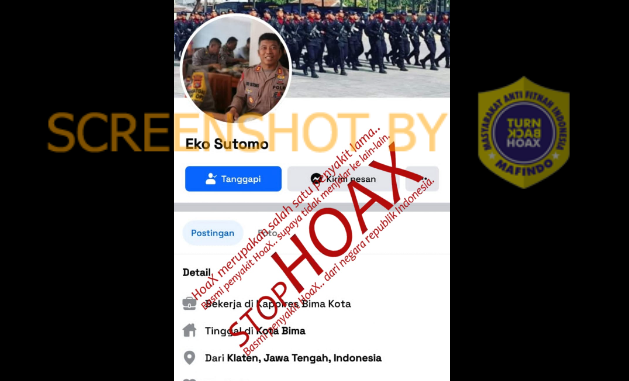 SCREENSHOT BY
MASYARAKAT ANTI FITNAH INDONESIA
TURN
BACK
HOAX
MAFINDO
Eko Sutomo
Tanggapi
Kirim pesan
HoaX merupakan salah satu penyakit lama..
Basmi penyakit HoaX.. supaya tidak menjalar ke lain-lain.
STOP HOAX
Basmi penyakit HoaX.. dari negara republik Indonesia.
Postingan
Foto
Detail
Bekerja di Kapolres Bima Kota
Tinggal di Kota Bima
Dari Klaten, Jawa Tengah, Indonesia